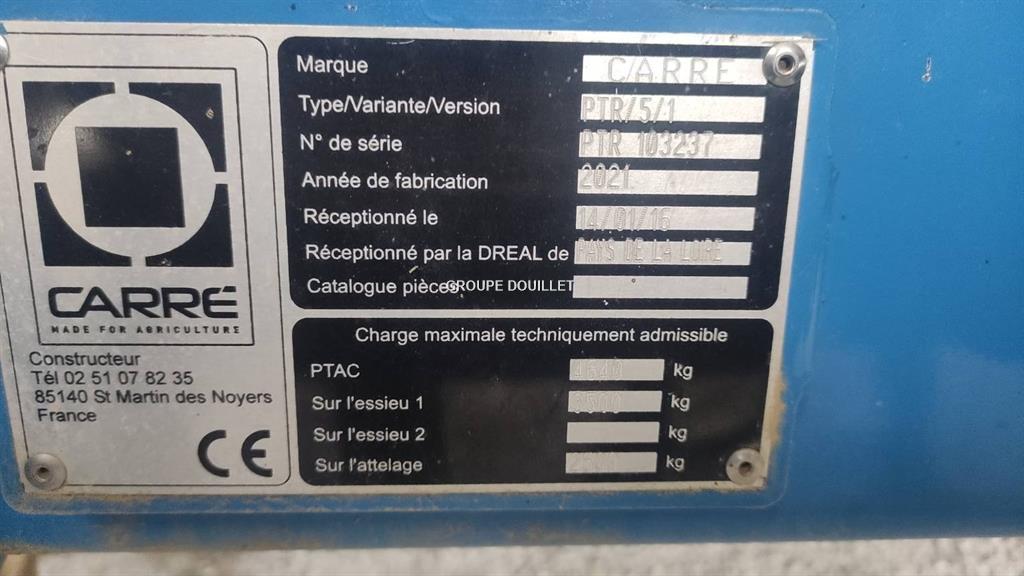 CARRÉ
MADE FOR AGRICULTURE
Constructeur
Tél 02 51 07 82 35
85140 St Martin des Noyers
France
CE
Marque CARRE
Type/Variante/Version PTR/5/1
N° de série PTR 103237
Année de fabrication 2021
Réceptionné le 14/01/16
Réceptionné par la DREAL de PAYS DE LA LOIRE
Catalogue pièces
GROUPE DOUILLET
Charge maximale techniquement admissible
PTAC kg
Sur l'essieu 1 kg
Sur l'essieu 2 kg
Sur l'attelage kg